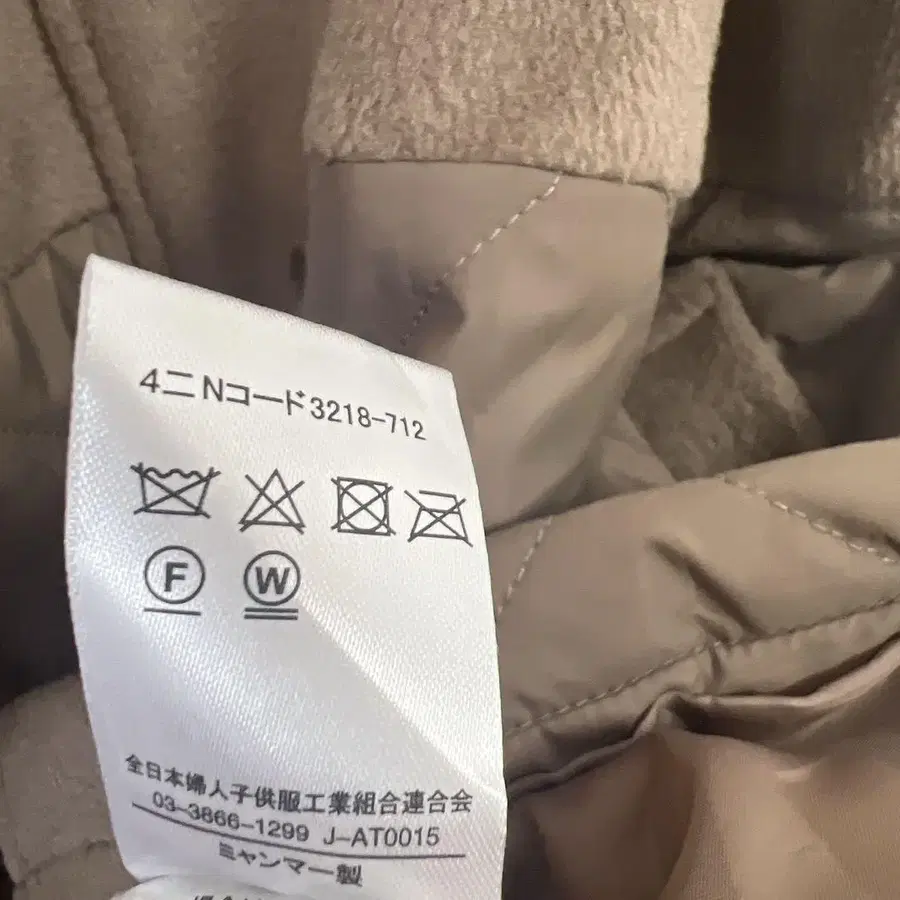 4ニNコード3218-712
F W
全日本婦人子供服工業組合連合会
03-3866-1299 J-AT0015
ミャンマー製